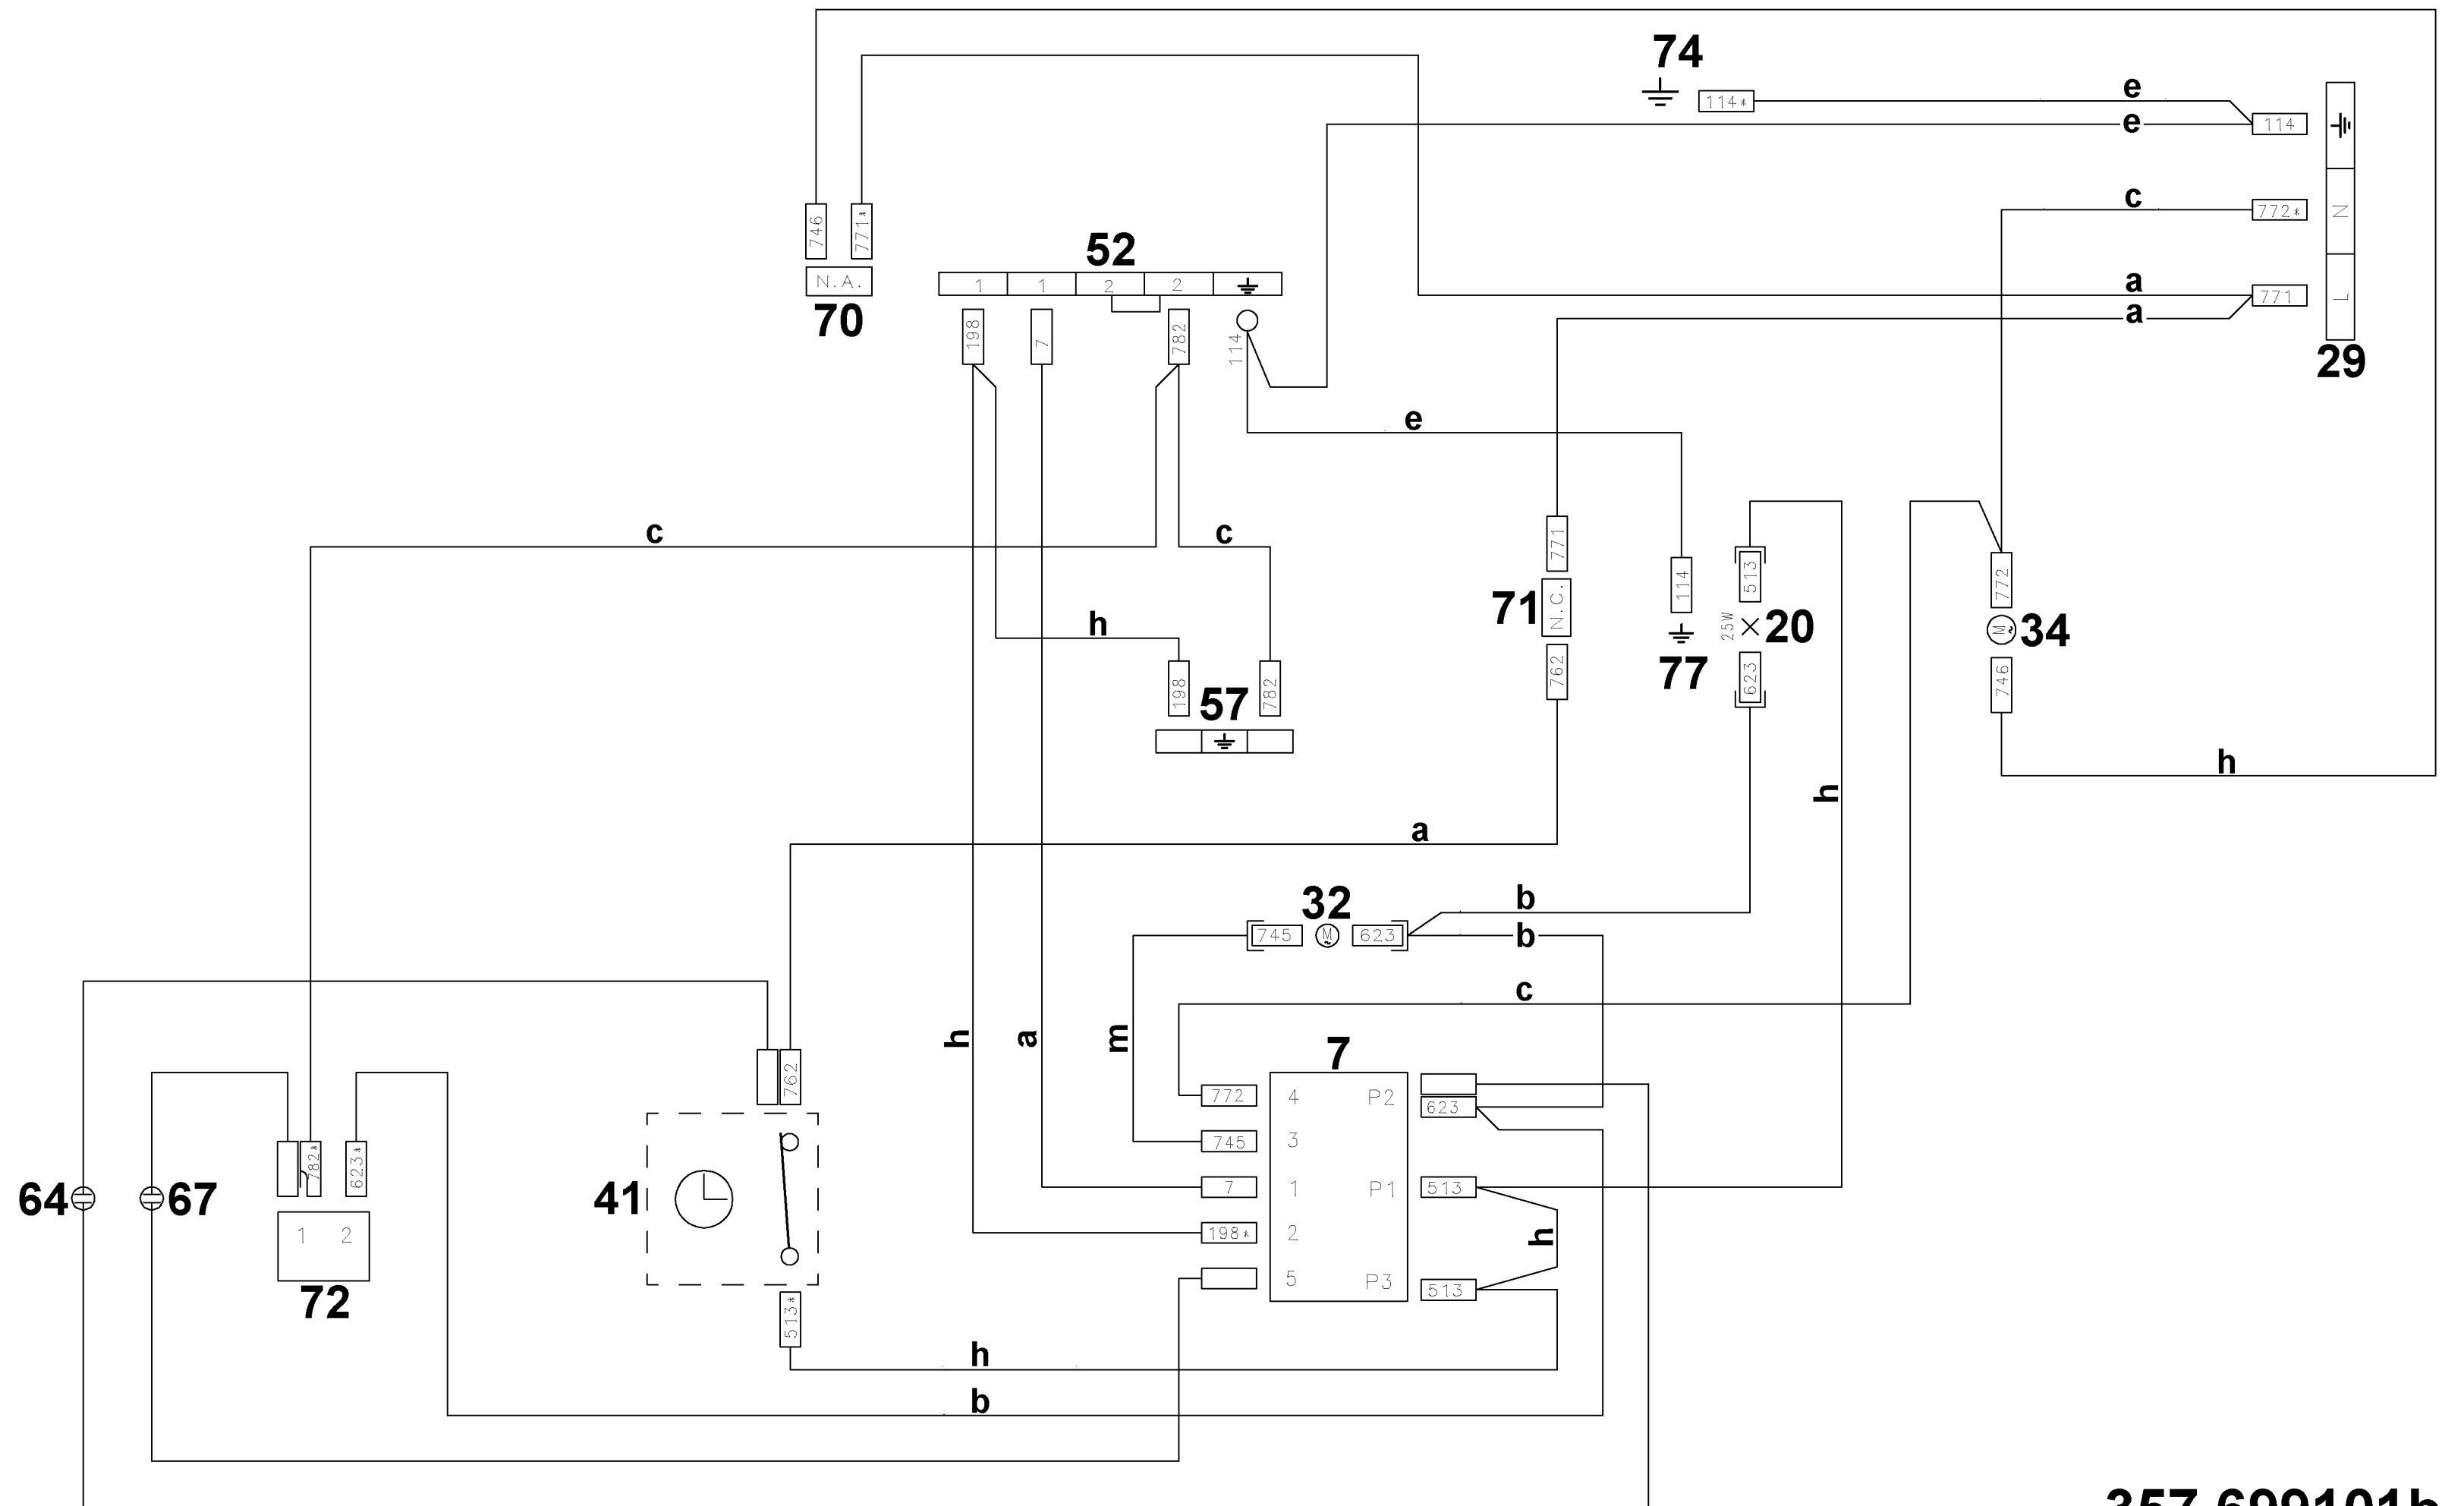 74
e
114*
e
114
c
746
771*
772*
N
52
N.A.
1
1
2
2
a
771
L
70
a
198
7
782
114
29
e
c
c
771
513
772
71
N.C.
114
25W
20
M
34
h
762
77
623
746
198
57
782
h
h
a
32
b
745
M
623
b
c
h
a
m
7
762
772
4
P2
623
745
3
782*
623*
64
67
41
7
1
P1
513
1
2
198*
2
h
5
P3
513
72
513*
h
b